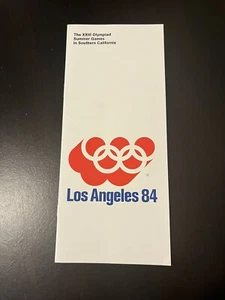 The XXIII Olympiad
Summer Games
in Southern California
Los Angeles 84